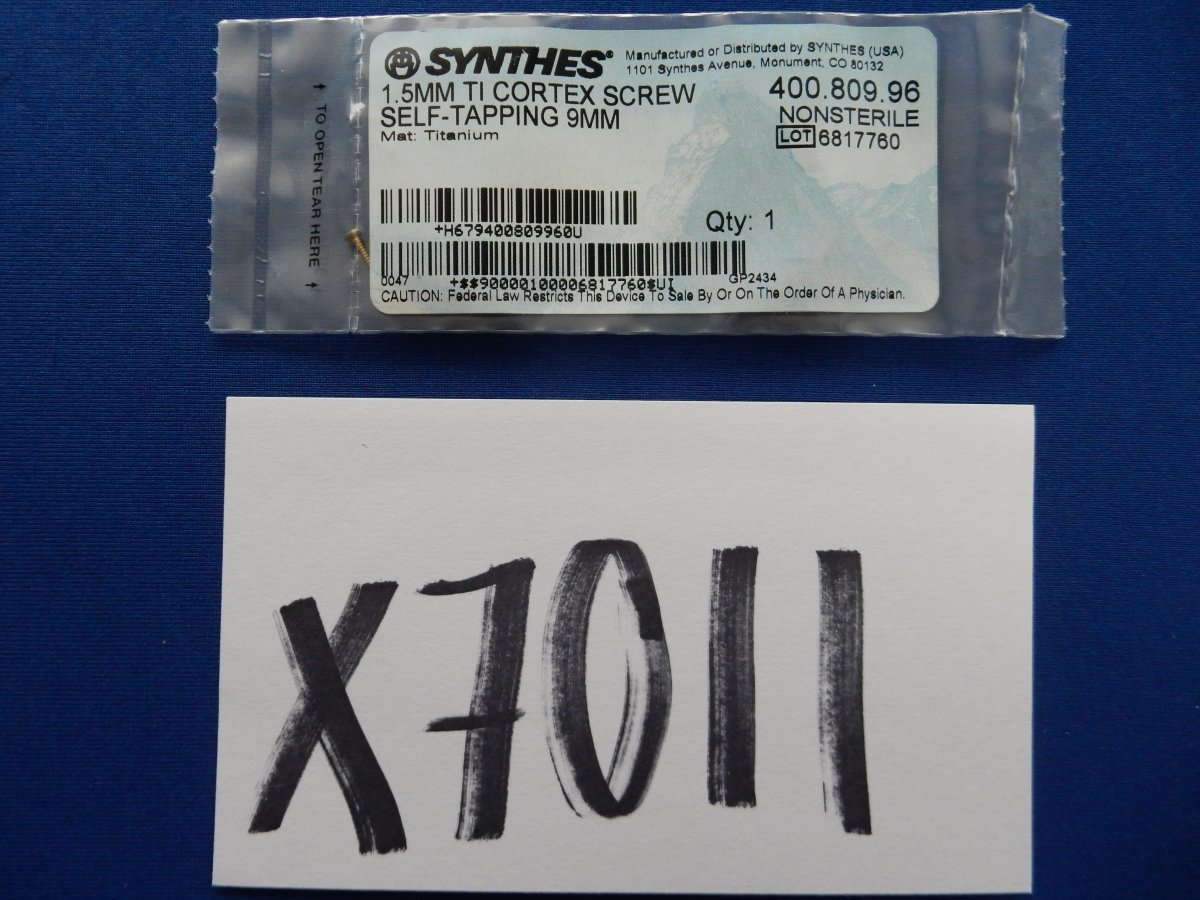 SYNTHES® Manufactured or Distributed by SYNTHES (USA)
1101 Synthes Avenue, Monument, CO 80132
1.5MM TI CORTEX SCREW 400.809.96
SELF-TAPPING 9MM NONSTERILE
Mat: Titanium LOT 6817760
↑ TO OPEN TEAR HERE ↑
+H679400809960U
Qty: 1
0047 +$$90000100006817760$UI GP2434
CAUTION: Federal Law Restricts This Device To Sale By Or On The Order Of A Physician.
X7011